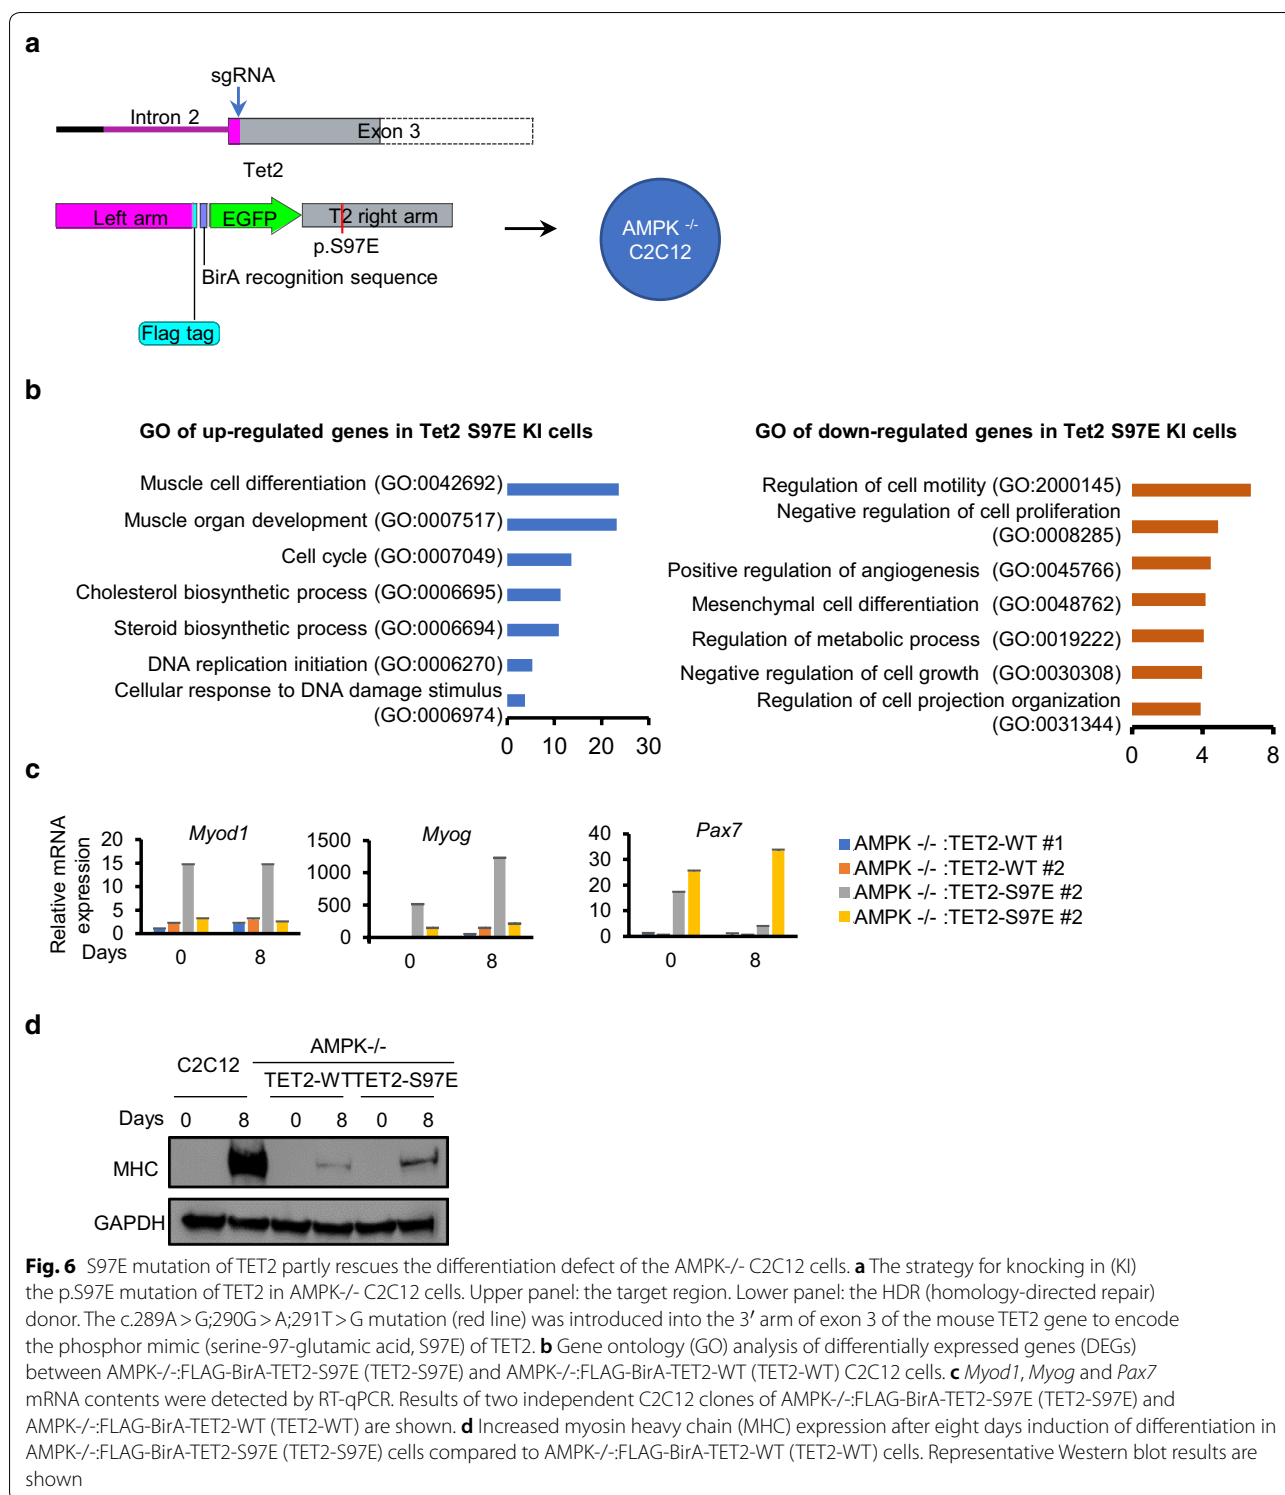 a
sgRNA
Intron 2
Exon 3
Tet2
Left arm
EGFP
T2 right arm
p.S97E
BirA recognition sequence
Flag tag
AMPK -/-
C2C12
b
GO of up-regulated genes in Tet2 S97E KI cells
Muscle cell differentiation (GO:0042692)
Muscle organ development (GO:0007517)
Cell cycle (GO:0007049)
Cholesterol biosynthetic process (GO:0006695)
Steroid biosynthetic process (GO:0006694)
DNA replication initiation (GO:0006270)
Cellular response to DNA damage stimulus
(GO:0006974)
0 10 20 30
GO of down-regulated genes in Tet2 S97E KI cells
Regulation of cell motility (GO:2000145)
Negative regulation of cell proliferation
(GO:0008285)
Positive regulation of angiogenesis (GO:0045766)
Mesenchymal cell differentiation (GO:0048762)
Regulation of metabolic process (GO:0019222)
Negative regulation of cell growth (GO:0030308)
Regulation of cell projection organization
(GO:0031344)
0 4 8
c
Relative mRNA
expression
Myod1
20
15
10
5
0
Days
0 8
Myog
1500
1000
500
0
0 8
Pax7
40
30
20
10
0
0 8
AMPK -/- :TET2-WT #1
AMPK -/- :TET2-WT #2
AMPK -/- :TET2-S97E #2
AMPK -/- :TET2-S97E #2
d
AMPK-/-
C2C12
TET2-WT TET2-S97E
Days 0 8 0 8 0 8
MHC
GAPDH
Fig. 6 S97E mutation of TET2 partly rescues the differentiation defect of the AMPK-/- C2C12 cells. a The strategy for knocking in (KI)
the p.S97E mutation of TET2 in AMPK-/- C2C12 cells. Upper panel: the target region. Lower panel: the HDR (homology-directed repair)
donor. The c.289A > G;290G > A;291T > G mutation (red line) was introduced into the 3′ arm of exon 3 of the mouse TET2 gene to encode
the phosphor mimic (serine-97-glutamic acid, S97E) of TET2. b Gene ontology (GO) analysis of differentially expressed genes (DEGs)
between AMPK-/-:FLAG-BirA-TET2-S97E (TET2-S97E) and AMPK-/-:FLAG-BirA-TET2-WT (TET2-WT) C2C12 cells. c Myod1, Myog and Pax7
mRNA contents were detected by RT-qPCR. Results of two independent C2C12 clones of AMPK-/-:FLAG-BirA-TET2-S97E (TET2-S97E) and
AMPK-/-:FLAG-BirA-TET2-WT (TET2-WT) are shown. d Increased myosin heavy chain (MHC) expression after eight days induction of differentiation in
AMPK-/-:FLAG-BirA-TET2-S97E (TET2-S97E) cells compared to AMPK-/-:FLAG-BirA-TET2-WT (TET2-WT) cells. Representative Western blot results are
shown